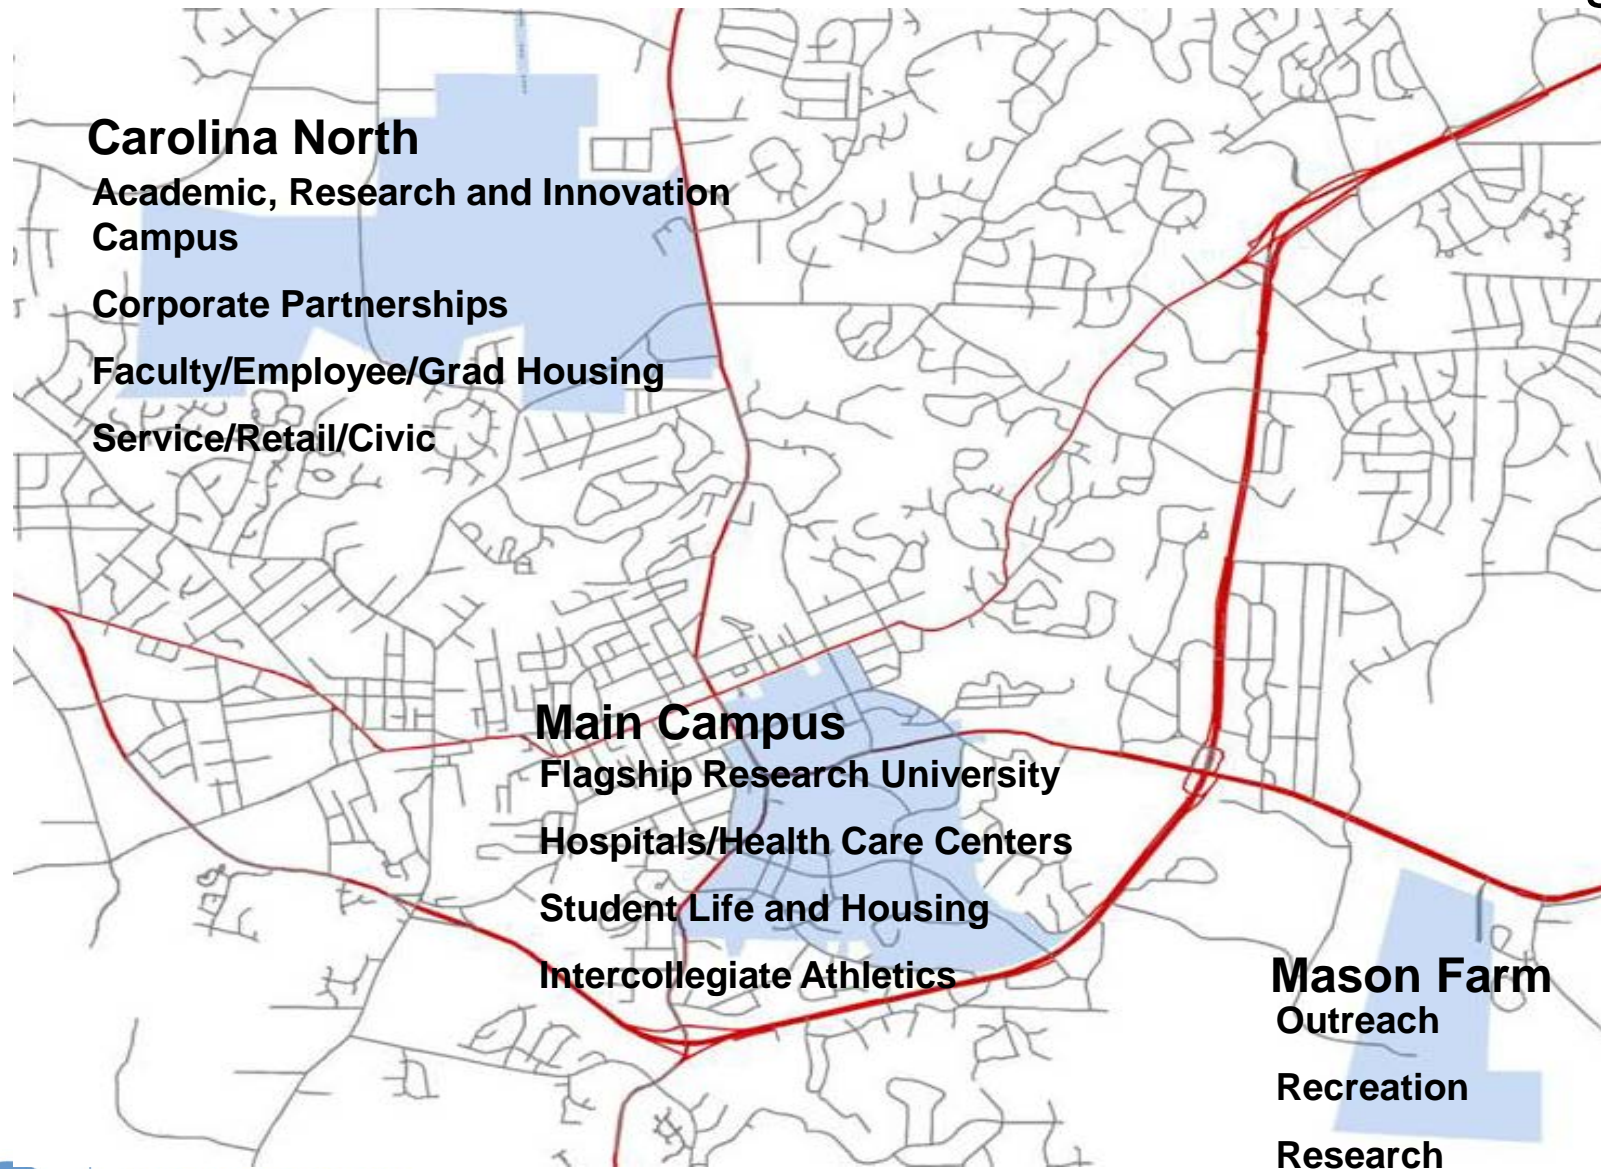 Carolina North
Academic, Research and Innovation
Campus
Corporate Partnerships
Faculty/Employee/Grad Housing
Service/Retail/Civic
Main Campus
Flagship Research University
Hospitals/Health Care Centers
Student Life and Housing
Intercollegiate Athletics
Mason Farm
Outreach
Recreation
Research